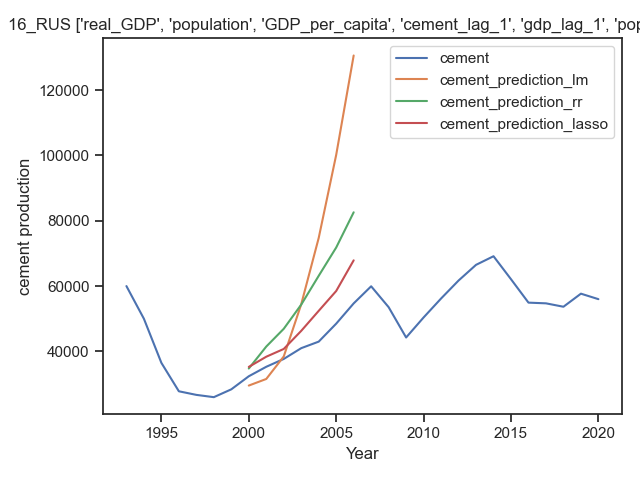 16_RUS ['real_GDP', 'population', 'GDP_per_capita', 'cement_lag_1', 'gdp_lag_1', 'pop
cement
cement_prediction_lm
cement_prediction_rr
cement_prediction_lasso
120000
100000
80000
60000
40000
cement production
1995
2000
2005
2010
2015
2020
Year